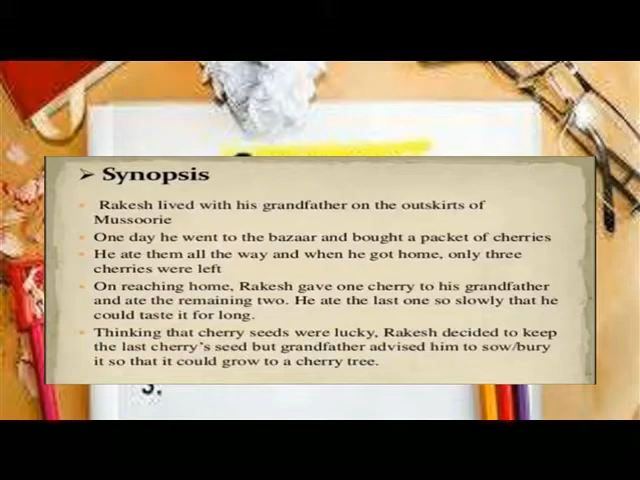 ➢ Synopsis
• Rakesh lived with his grandfather on the outskirts of
Mussoorie
• One day he went to the bazaar and bought a packet of cherries
• He ate them all the way and when he got home, only three
cherries were left
• On reaching home, Rakesh gave one cherry to his grandfather
and ate the remaining two. He ate the last one so slowly that he
could taste it for long.
• Thinking that cherry seeds were lucky, Rakesh decided to keep
the last cherry's seed but grandfather advised him to sow/bury
it so that it could grow to a cherry tree.